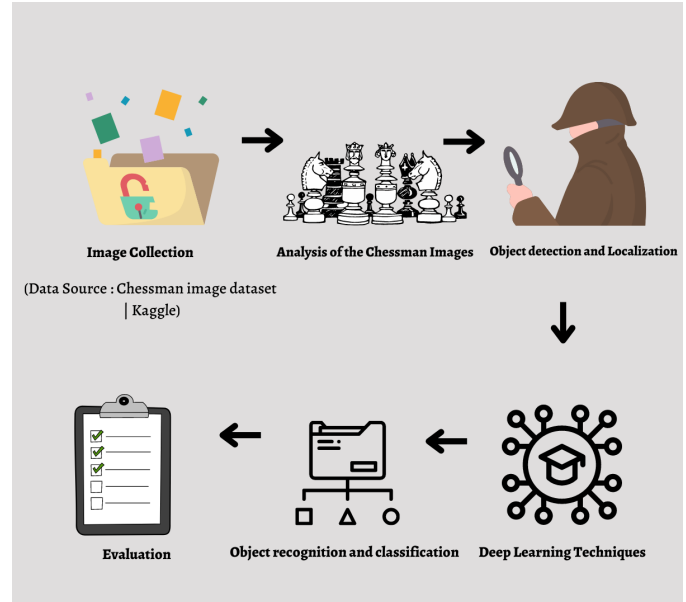 Image Collection
Analysis of the Chessman Images
Object detection and Localization
(Data Source : Chessman image dataset
| Kaggle)
Evaluation
Object recognition and classification
Deep Learning Techniques